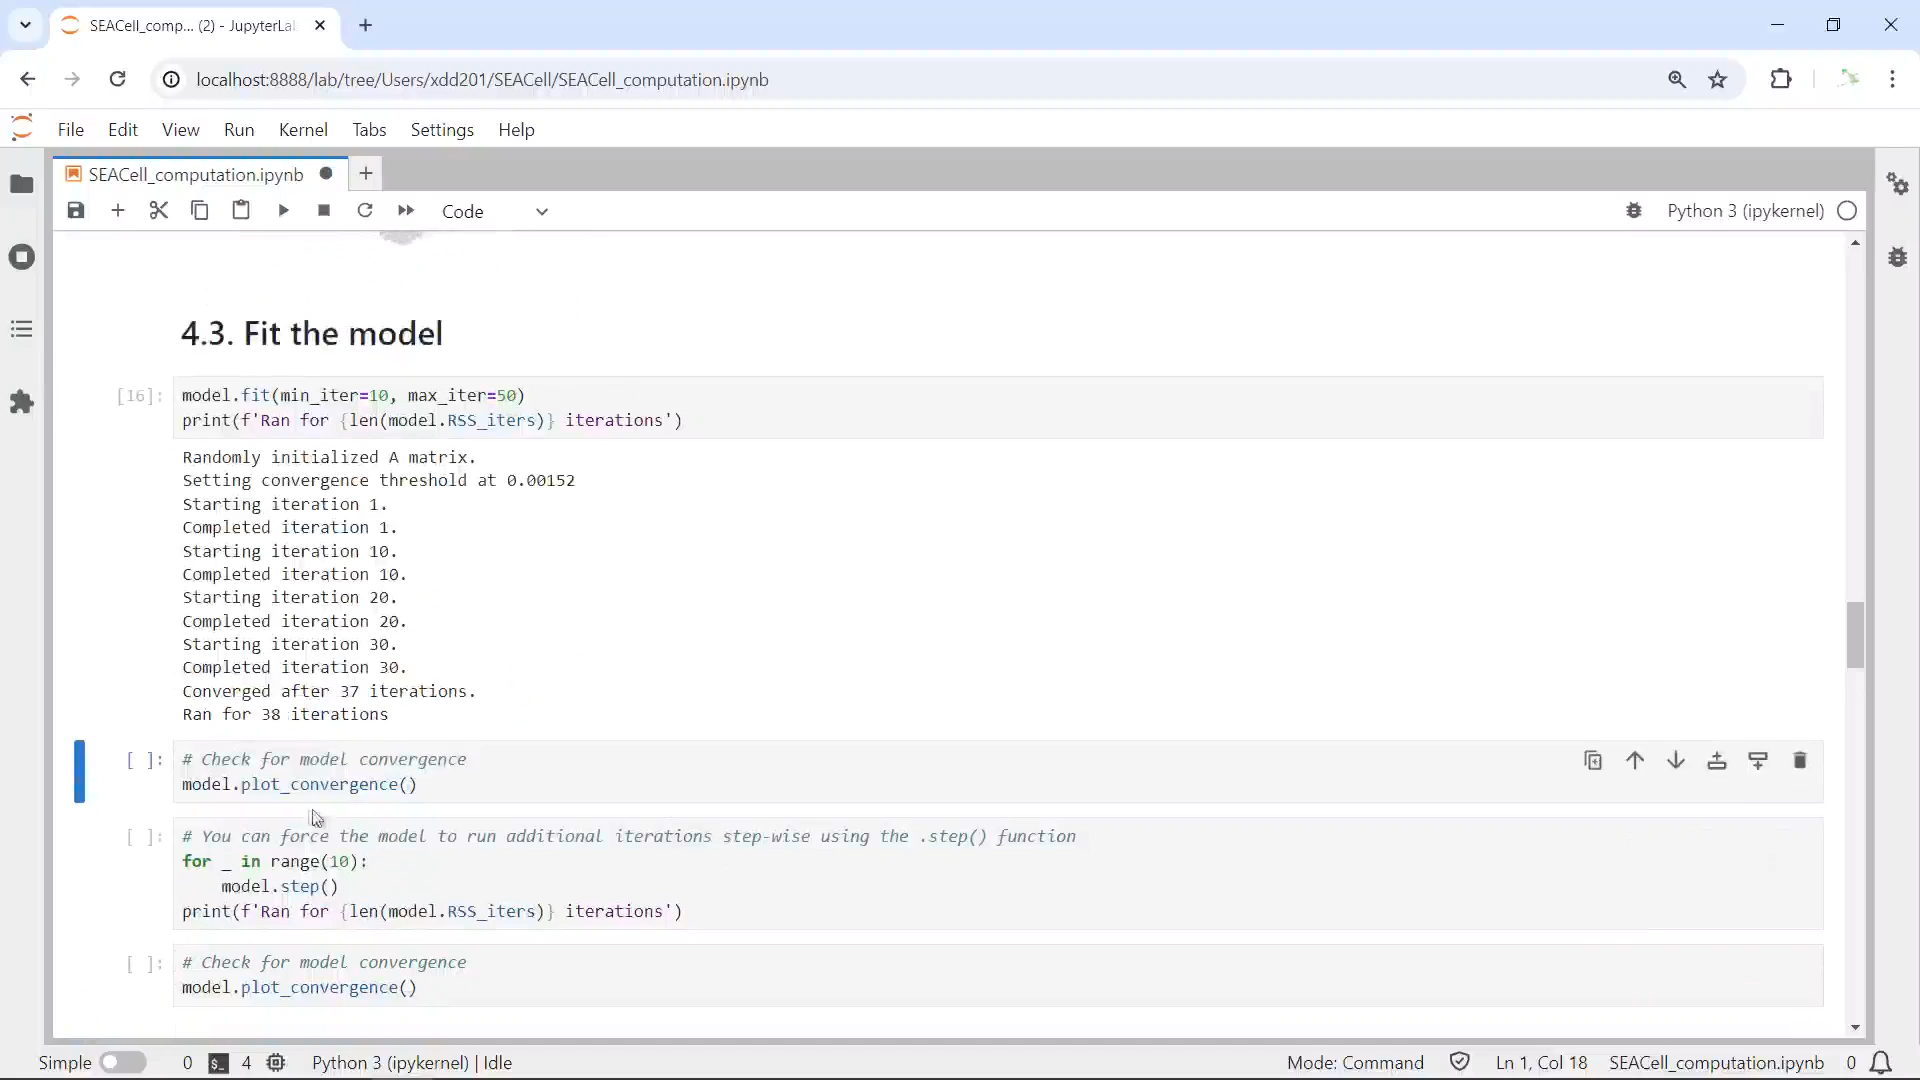 SEACell_comp... (2) - JupyterLa
localhost:8888/lab/tree/Users/xdd201/SEACell/SEACell_computation.ipynb
File Edit View Run Kernel Tabs Settings Help
SEACell_computation.ipynb
Code
Python 3 (ipykernel)
4.3. Fit the model
[16]: model.fit(min_iter=10, max_iter=50)
print(f'Ran for {len(model.RSS_iters)} iterations')
Randomly initialized A matrix.
Setting convergence threshold at 0.00152
Starting iteration 1.
Completed iteration 1.
Starting iteration 10.
Completed iteration 10.
Starting iteration 20.
Completed iteration 20.
Starting iteration 30.
Completed iteration 30.
Converged after 37 iterations.
Ran for 38 iterations
[ ]: # Check for model convergence
model.plot_convergence()
[ ]: # You can force the model to run additional iterations step-wise using the .step() function
for _ in range(10):
    model.step()
print(f'Ran for {len(model.RSS_iters)} iterations')
[ ]: # Check for model convergence
model.plot_convergence()
Simple 0 $_ 4 Python 3 (ipykernel) | Idle Mode: Command Ln 1, Col 18 SEACell_computation.ipynb 0